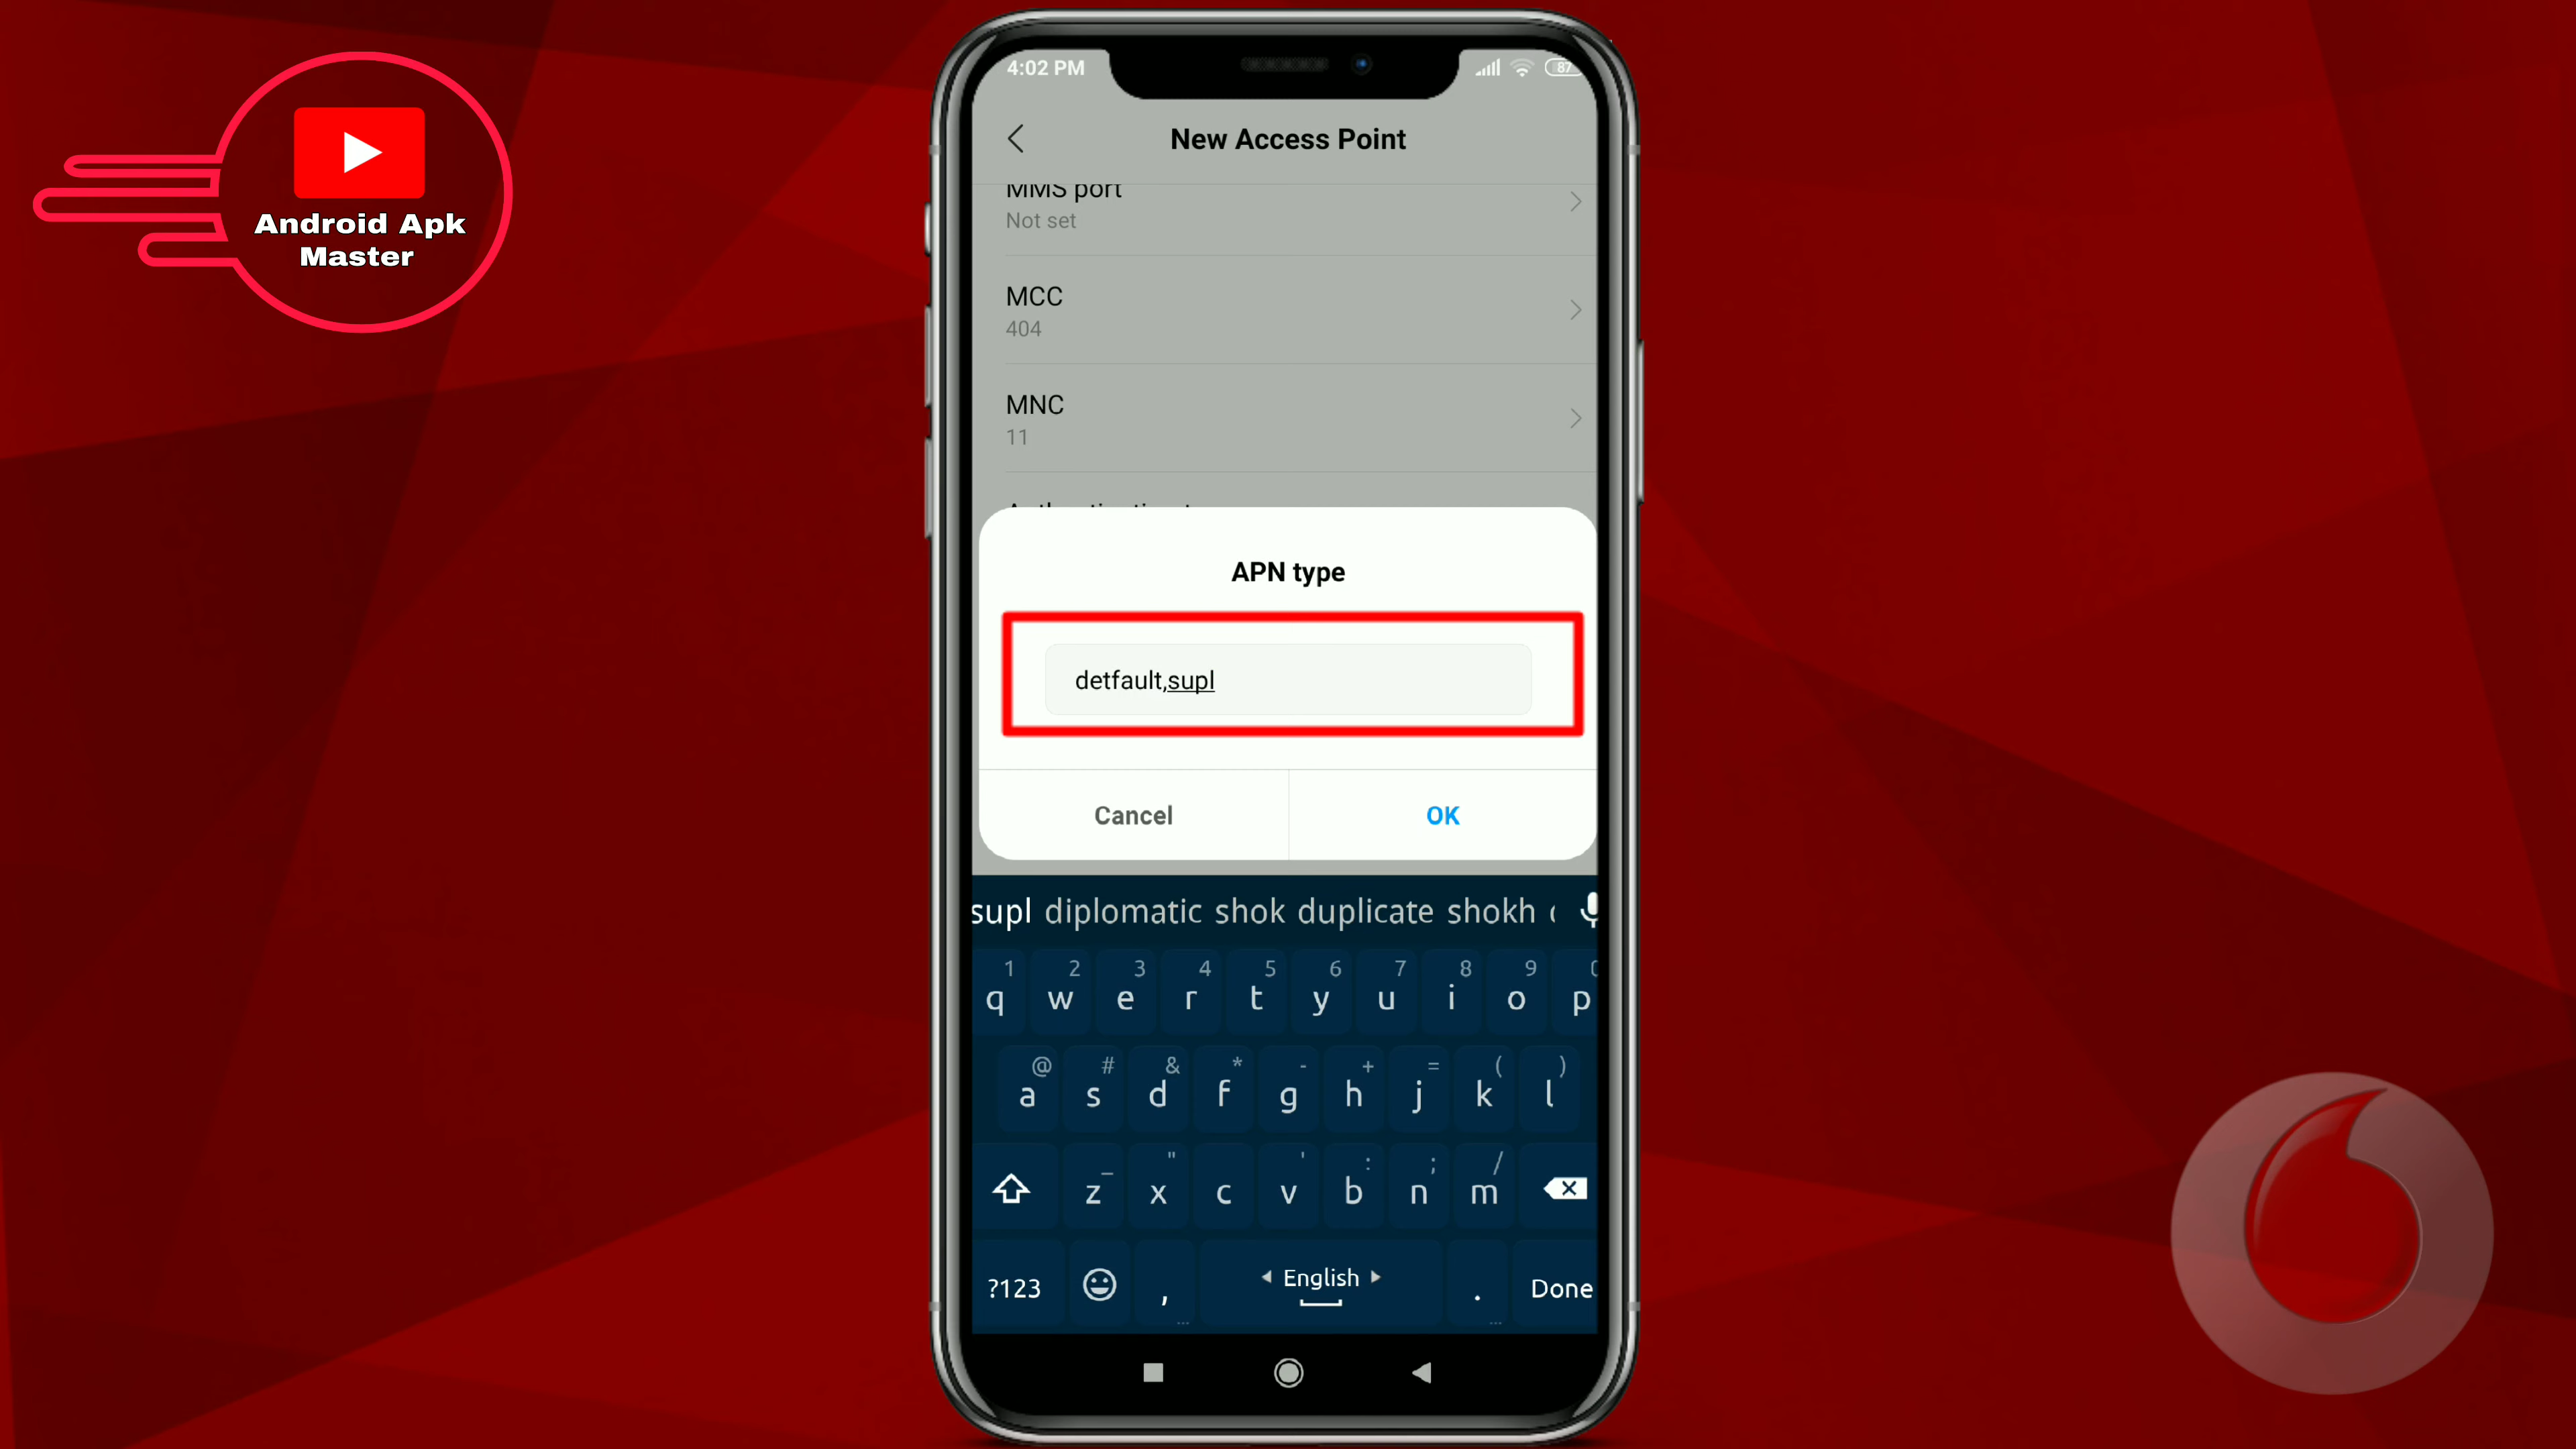 Android Apk
Master
4:02 PM
87
New Access Point
MMS port
Not set
MCC
404
MNC
11
APN type
detfault,supl
Cancel
OK
supl diplomatic shok duplicate shokh
1 2 3 4 5 6 7 8 9 0
q w e r t y u i o p
@ # & * - + = ( )
a s d f g h j k l
_ " ' : ; /
z x c v b n m
?123 , English . Done